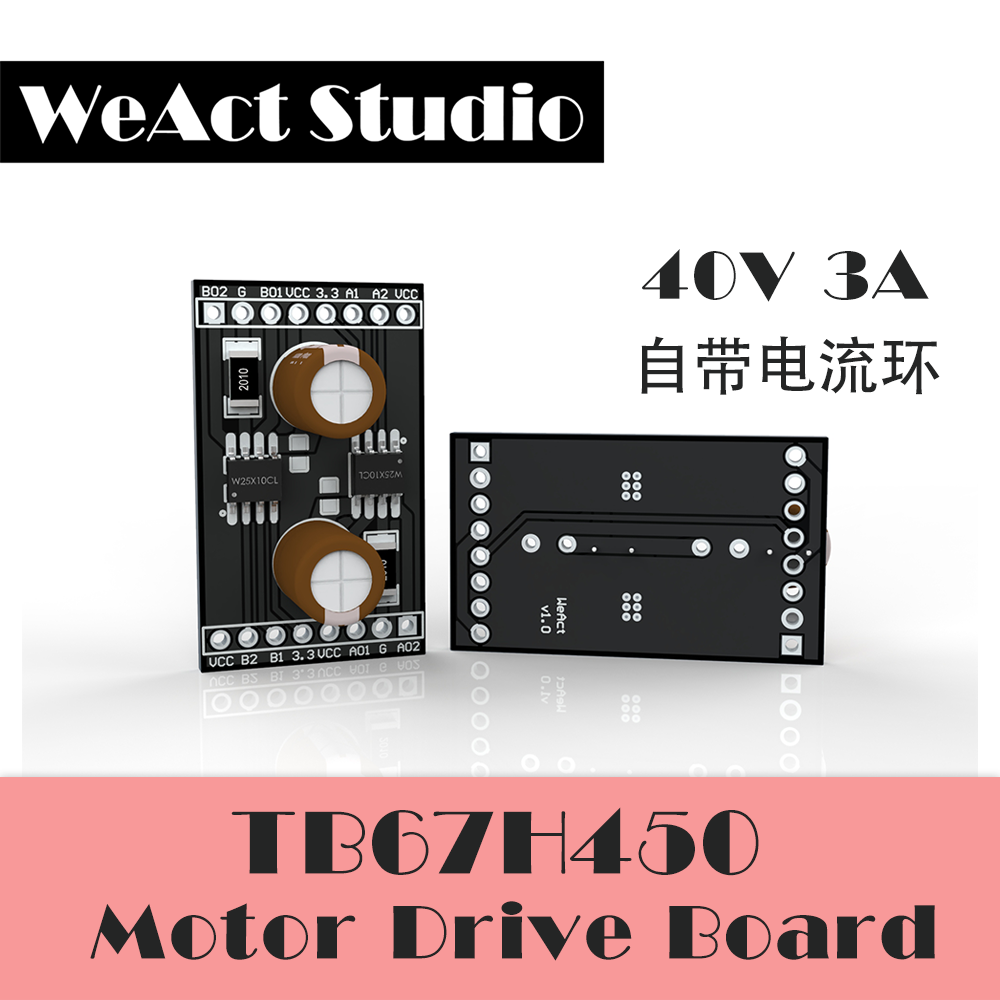 WeAct Studio
40V 3A
自带电流环
BO2 G BO1 VCC 3.3 A1 A2 VCC
2010
W25X10CL
W25X10CL
VCC B2 B1 3.3 VCC AO1 G AO2
WeAct
v1.0
TB67H450
Motor Drive Board